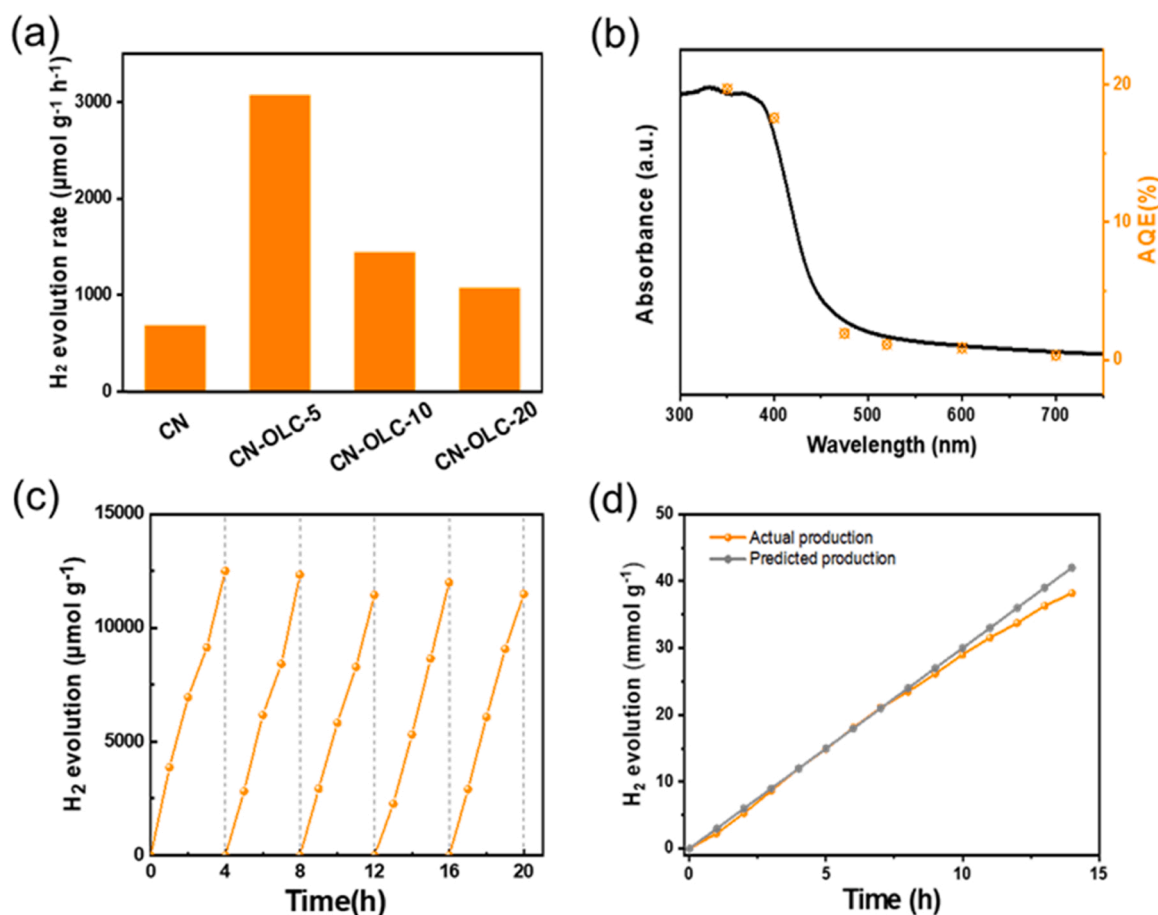 (a)
H₂ evolution rate (μmol g⁻¹ h⁻¹)
3000
2000
1000
0
CN
CN-OLC-5
CN-OLC-10
CN-OLC-20
(b)
Absorbance (a.u.)
AQE(%)
20
10
0
300
400
500
600
700
Wavelength (nm)
(c)
H₂ evolution (μmol g⁻¹)
15000
10000
5000
0
0
4
8
12
16
20
Time(h)
(d)
H₂ evolution (mmol g⁻¹)
50
40
30
20
10
0
Actual production
Predicted production
0
5
10
15
Time (h)